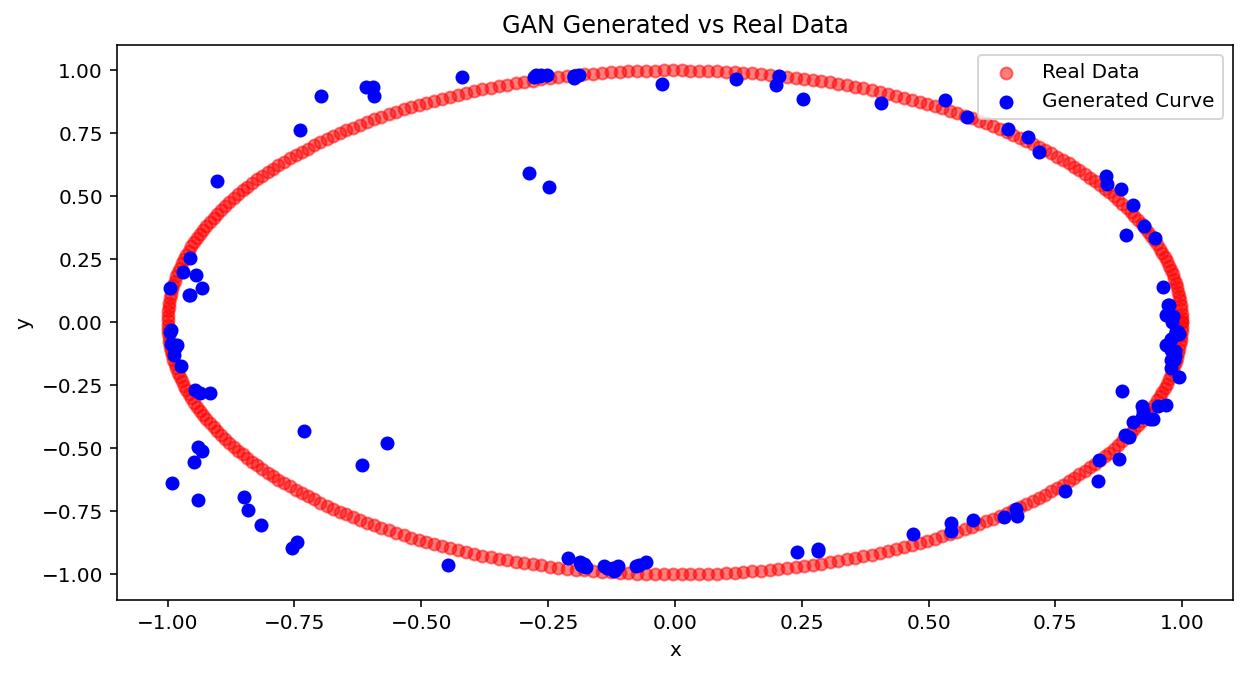 GAN Generated vs Real Data
Real Data
Generated Curve
1.00
0.75
0.50
0.25
0.00
−0.25
−0.50
−0.75
−1.00
y
−1.00 −0.75 −0.50 −0.25 0.00 0.25 0.50 0.75 1.00
x